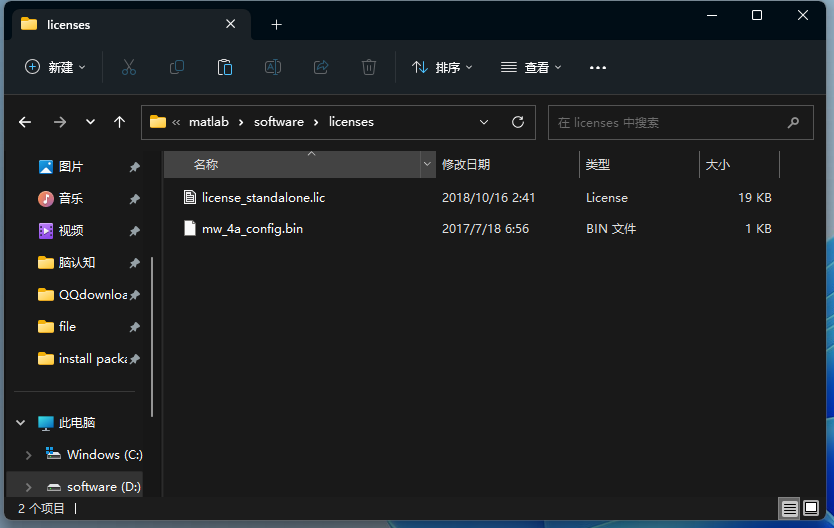 licenses
新建
排序
查看
matlab
software
licenses
在 licenses 中搜索
名称
修改日期
类型
大小
license_standalone.lic
2018/10/16 2:41
License
19 KB
mw_4a_config.bin
2017/7/18 6:56
BIN 文件
1 KB
图片
音乐
视频
脑认知
QQdownloa
file
install packa
此电脑
Windows (C:)
software (D:)
2 个项目